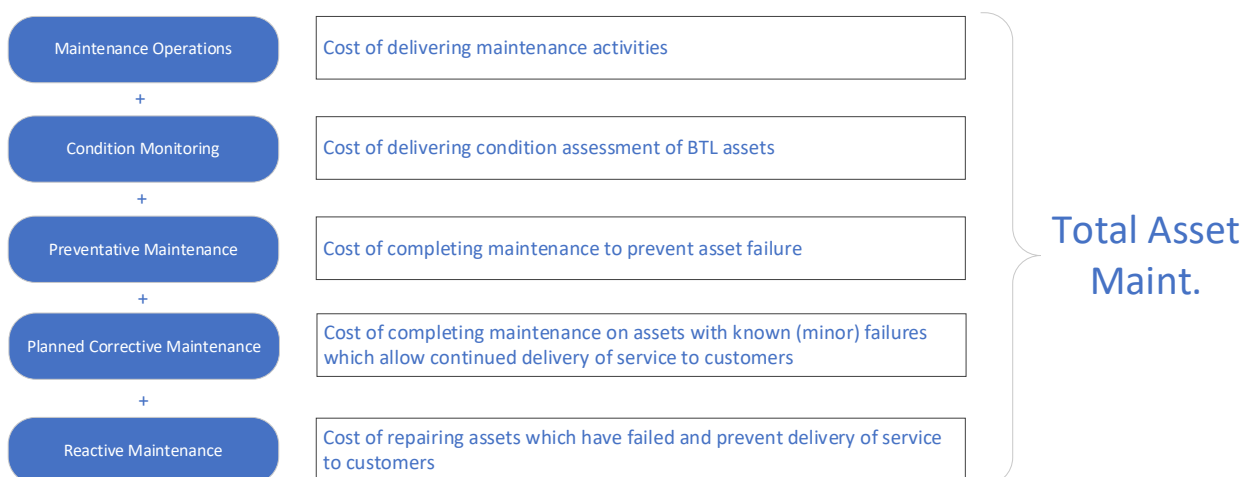 Maintenance Operations
Cost of delivering maintenance activities
+
Condition Monitoring
Cost of delivering condition assessment of BTL assets
+
Preventative Maintenance
Cost of completing maintenance to prevent asset failure
+
Planned Corrective Maintenance
Cost of completing maintenance on assets with known (minor) failures
which allow continued delivery of service to customers
+
Reactive Maintenance
Cost of repairing assets which have failed and prevent delivery of service
to customers
Total Asset
Maint.